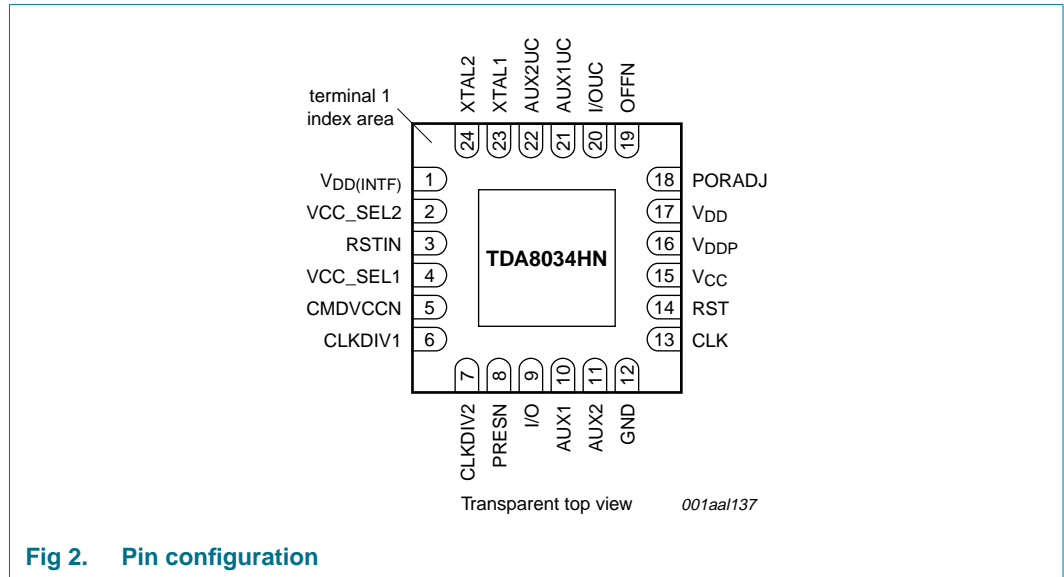 XTAL2
XTAL1
AUX2UC
AUX1UC
I/OUC
OFFN
terminal 1
index area
24
23
22
21
20
19
VDD(INTF) 1
VCC_SEL2 2
RSTIN 3
VCC_SEL1 4
CMDVCCN 5
CLKDIV1 6
TDA8034HN
18 PORADJ
17 VDD
16 VDDP
15 VCC
14 RST
13 CLK
7
8
9
10
11
12
CLKDIV2
PRESN
I/O
AUX1
AUX2
GND
Transparent top view 001aal137
Fig 2. Pin configuration